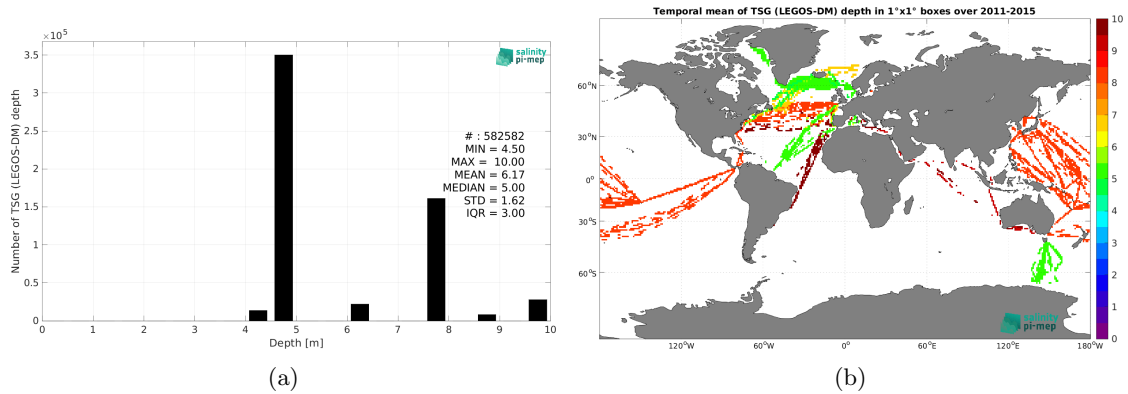 ×10⁵
3.5
3
2.5
2
1.5
1
0.5
0
Number of TSG (LEGOS-DM) depth
salinity
pi-mep
# : 582582
MIN = 4.50
MAX = 10.00
MEAN = 6.17
MEDIAN = 5.00
STD = 1.62
IQR = 3.00
0 1 2 3 4 5 6 7 8 9 10
Depth [m]
(a)
Temporal mean of TSG (LEGOS-DM) depth in 1°x1° boxes over 2011-2015
60°N
30°N
0°
30°S
60°S
120°W 60°W 0° 60°E 120°E 180°W
salinity
pi-mep
10
9
8
7
6
5
4
3
2
1
0
(b)